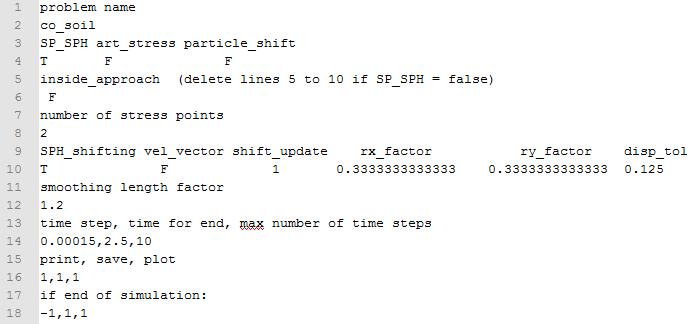 1 problem name
2 co_soil
3 SP_SPH art_stress particle_shift
4 T F F
5 inside_approach (delete lines 5 to 10 if SP_SPH = false)
6 F
7 number of stress points
8 2
9 SPH_shifting vel_vector shift_update rx_factor ry_factor disp_tol
10 T F 1 0.3333333333333 0.3333333333333 0.125
11 smoothing length factor
12 1.2
13 time step, time for end, max number of time steps
14 0.00015,2.5,10
15 print, save, plot
16 1,1,1
17 if end of simulation:
18 -1,1,1